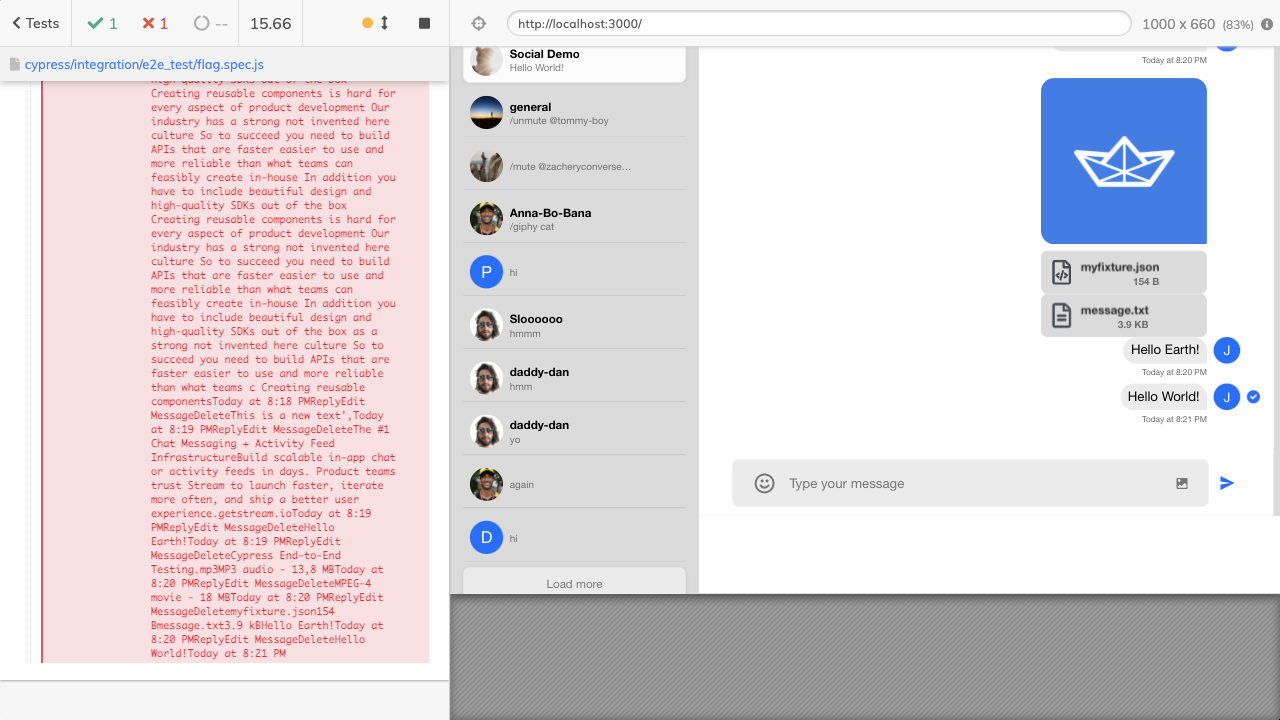 Tests
1
1
--
15.66
http://localhost:3000/
1000 x 660 (83%)
cypress/integration/e2e_test/flag.spec.js
high-quality SDKs out of the box
Creating reusable components is hard for
every aspect of product development Our
industry has a strong not invented here
culture So to succeed you need to build
APIs that are faster easier to use and
more reliable than what teams can
feasibly create in-house In addition you
have to include beautiful design and
high-quality SDKs out of the box
Creating reusable components is hard for
every aspect of product development Our
industry has a strong not invented here
culture So to succeed you need to build
APIs that are faster easier to use and
more reliable than what teams can
feasibly create in-house In addition you
have to include beautiful design and
high-quality SDKs out of the box as a
strong not invented here culture So to
succeed you need to build APIs that are
faster easier to use and more reliable
than what teams c Creating reusable
componentsToday at 8:18 PMReplyEdit
MessageDeleteThis is a new text',Today
at 8:19 PMReplyEdit MessageDeleteThe #1
Chat Messaging + Activity Feed
InfrastructureBuild scalable in-app chat
or activity feeds in days. Product teams
trust Stream to launch faster, iterate
more often, and ship a better user
experience.getstream.ioToday at 8:19
PMReplyEdit MessageDeleteHello
Earth!Today at 8:19 PMReplyEdit
MessageDeleteCypress End-to-End
Testing.mp3MP3 audio - 13,8 MBToday at
8:20 PMReplyEdit MessageDeleteMPEG-4
movie - 18 MBToday at 8:20 PMReplyEdit
MessageDeletemyfixture.json154
Bmessage.txt3.9 kBHello Earth!Today at
8:20 PMReplyEdit MessageDeleteHello
World!Today at 8:21 PM
Social Demo
Hello World!
general
/unmute @tommy-boy
/mute @zacheryconverse...
Anna-Bo-Bana
/giphy cat
P
hi
Sloooooo
hmmm
daddy-dan
hmm
daddy-dan
yo
again
D
hi
Load more
Today at 8:20 PM
myfixture.json
154 B
message.txt
3.9 KB
Hello Earth!
J
Today at 8:20 PM
Hello World!
J
Today at 8:21 PM
Type your message